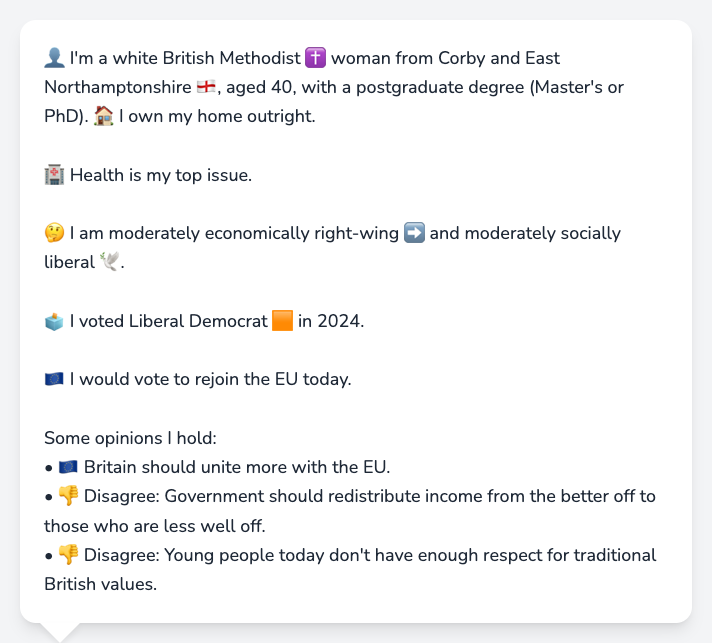 👤 I'm a white British Methodist ✝️ woman from Corby and East
Northamptonshire 🏴󠁧󠁢󠁥󠁮󠁧󠁿, aged 40, with a postgraduate degree (Master's or
PhD). 🏠 I own my home outright.
🏥 Health is my top issue.
🤔 I am moderately economically right-wing ➡️ and moderately socially
liberal 🕊️.
🗳️ I voted Liberal Democrat 🟧 in 2024.
🇪🇺 I would vote to rejoin the EU today.
Some opinions I hold:
• 🇪🇺 Britain should unite more with the EU.
• 👎 Disagree: Government should redistribute income from the better off to
those who are less well off.
• 👎 Disagree: Young people today don't have enough respect for traditional
British values.